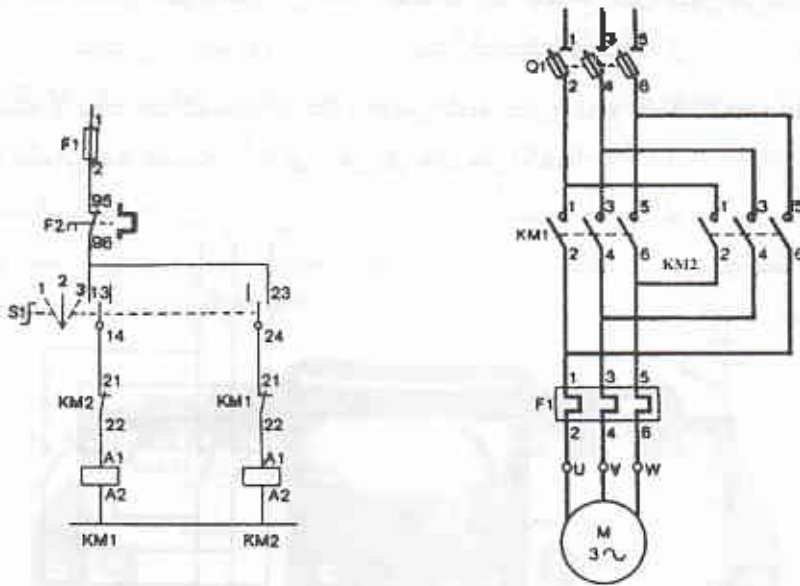 1 3 5
Q1
2 4 6
1
F1
2
95
F2
96
1 2 3 13 23
S1
14 24
21 21
KM2 KM1
22 22
A1 A1
A2 A2
KM1 KM2
1 3 5 1 3 5
KM1
2 4 6 KM2 2 4 6
1 3 5
F1
2 4 6
U V W
M
3~